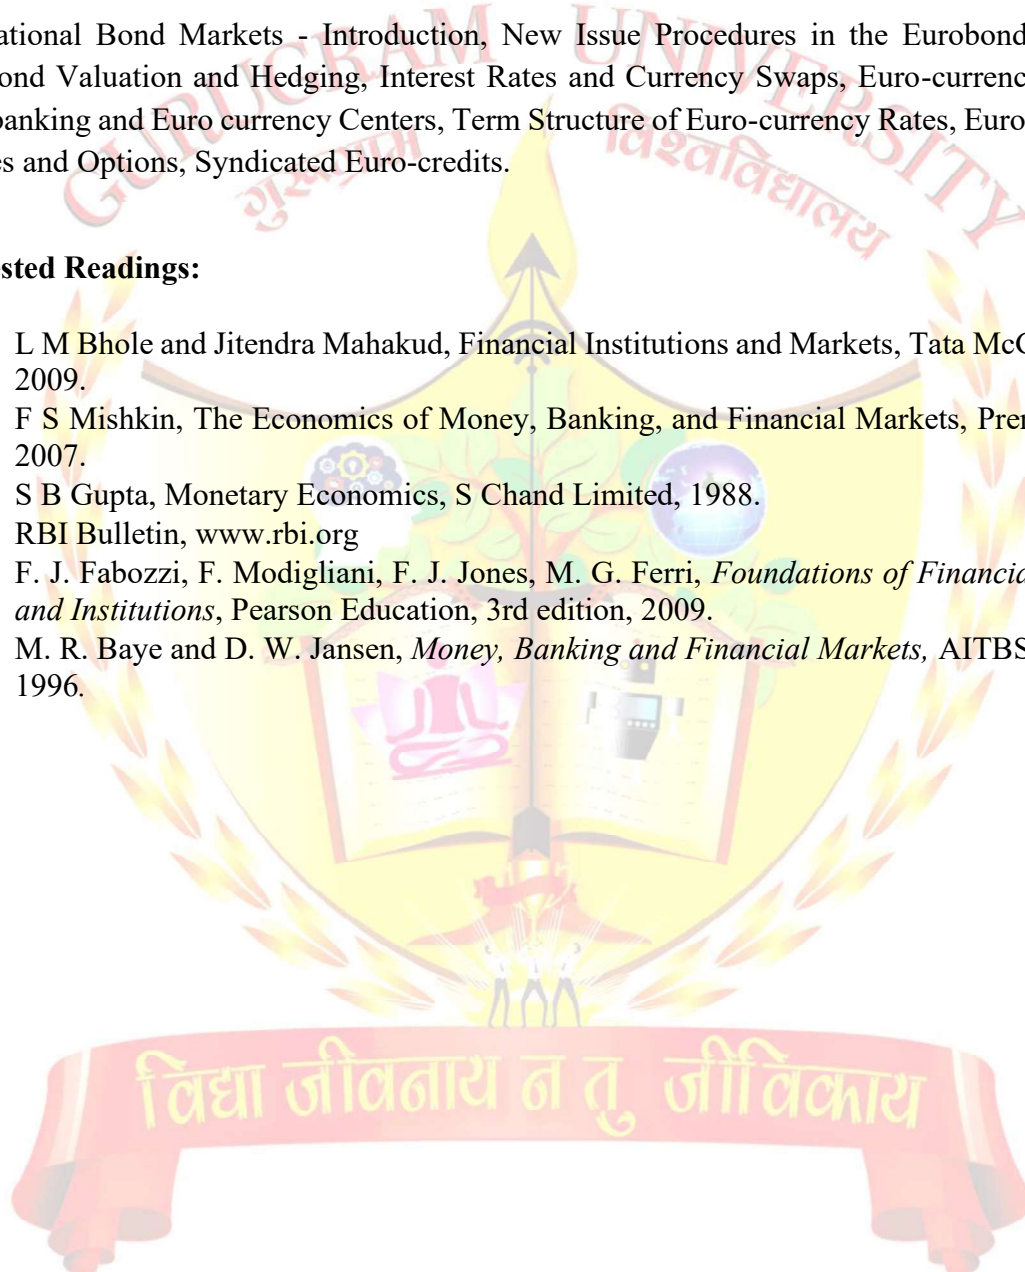 ational Bond Markets - Introduction, New Issue Procedures in the Eurobond
ond Valuation and Hedging, Interest Rates and Currency Swaps, Euro-currenc
banking and Euro currency Centers, Term Structure of Euro-currency Rates, Euro
es and Options, Syndicated Euro-credits.
GURUGRAM UNIVERSITY
गुरुग्राम विश्वविद्यालय
sted Readings:
L M Bhole and Jitendra Mahakud, Financial Institutions and Markets, Tata McG
2009.
F S Mishkin, The Economics of Money, Banking, and Financial Markets, Pren
2007.
S B Gupta, Monetary Economics, S Chand Limited, 1988.
RBI Bulletin, www.rbi.org
F. J. Fabozzi, F. Modigliani, F. J. Jones, M. G. Ferri, Foundations of Financia
and Institutions, Pearson Education, 3rd edition, 2009.
M. R. Baye and D. W. Jansen, Money, Banking and Financial Markets, AITBS
1996.
विद्या जीवनाय न तु जीविकाय